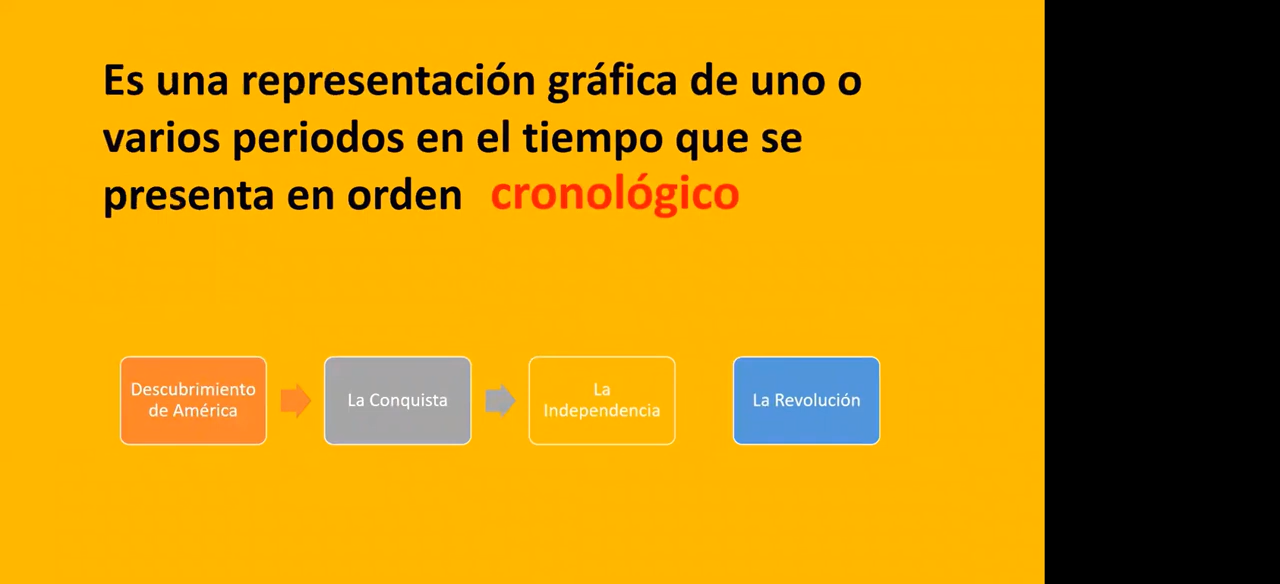 Es una representación gráfica de uno o
varios periodos en el tiempo que se
presenta en orden cronológico
Descubrimiento
de América
La Conquista
La
Independencia
La Revolución